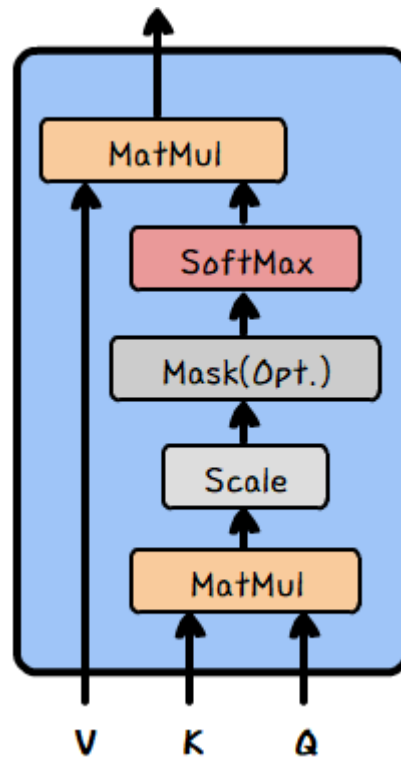 MatMul
SoftMax
Mask(Opt.)
Scale
MatMul
V K Q